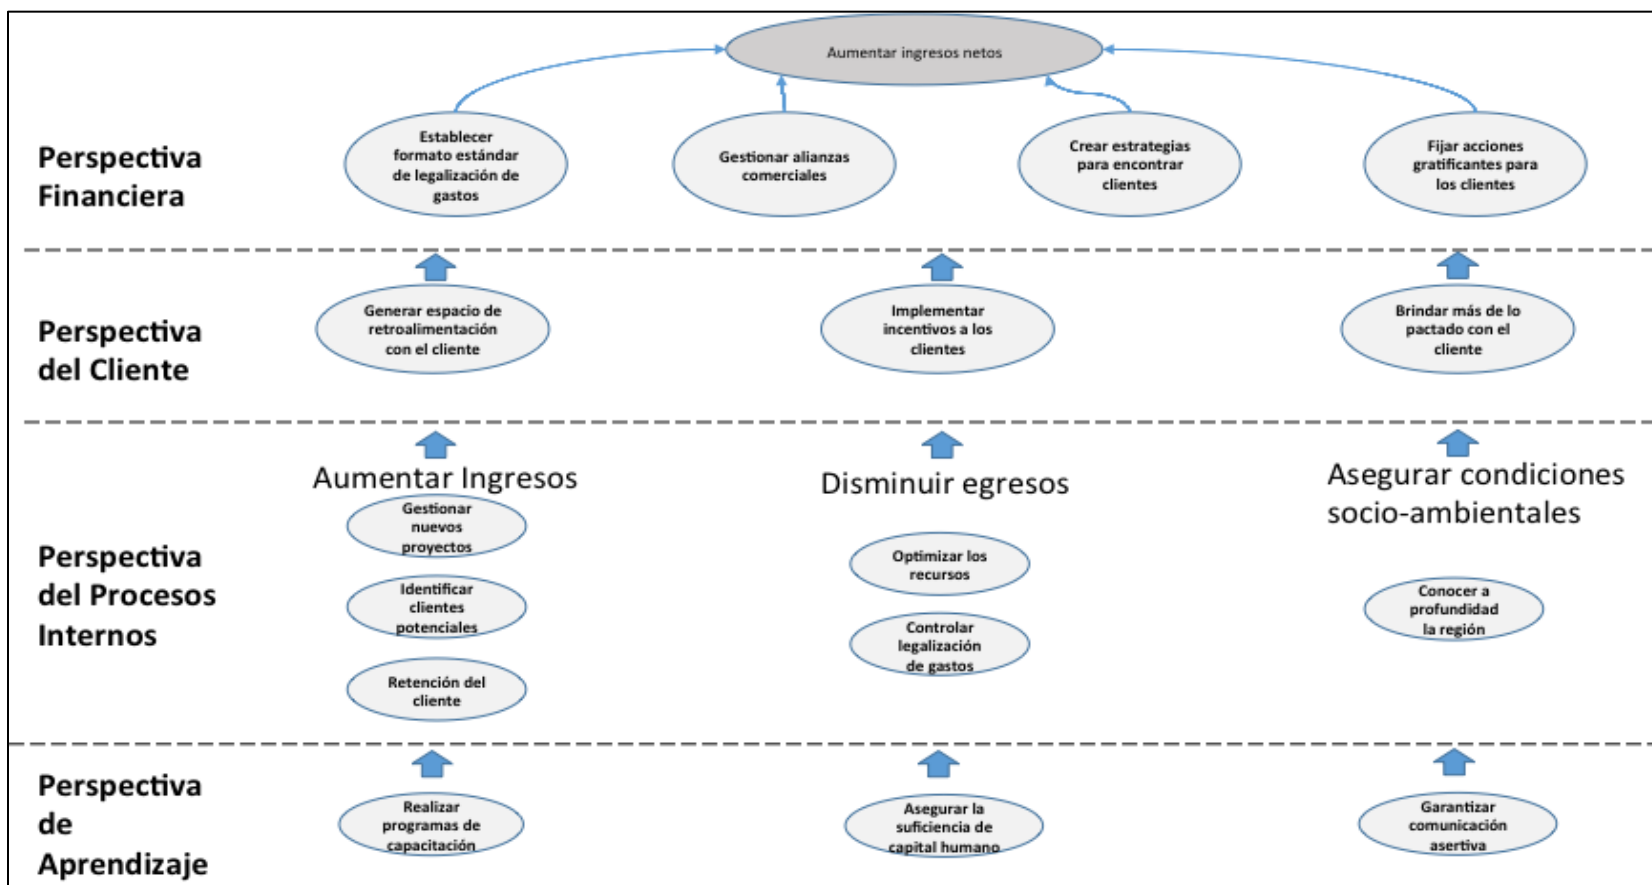 Aumentar ingresos netos
Perspectiva
Financiera
Establecer
formato estándar
de legalización de
gastos
Gestionar alianzas
comerciales
Crear estrategias
para encontrar
clientes
Fijar acciones
gratificantes para
los clientes
Perspectiva
del Cliente
Generar espacio de
retroalimentación
con el cliente
Implementar
incentivos a los
clientes
Brindar más de lo
pactado con el
cliente
Perspectiva
del Procesos
Internos
Aumentar Ingresos
Gestionar
nuevos
proyectos
Identificar
clientes
potenciales
Retención del
cliente
Disminuir egresos
Optimizar los
recursos
Controlar
legalización
de gastos
Asegurar condiciones
socio-ambientales
Conocer a
profundidad
la región
Perspectiva
de
Aprendizaje
Realizar
programas de
capacitación
Asegurar la
suficiencia de
capital humano
Garantizar
comunicación
asertiva